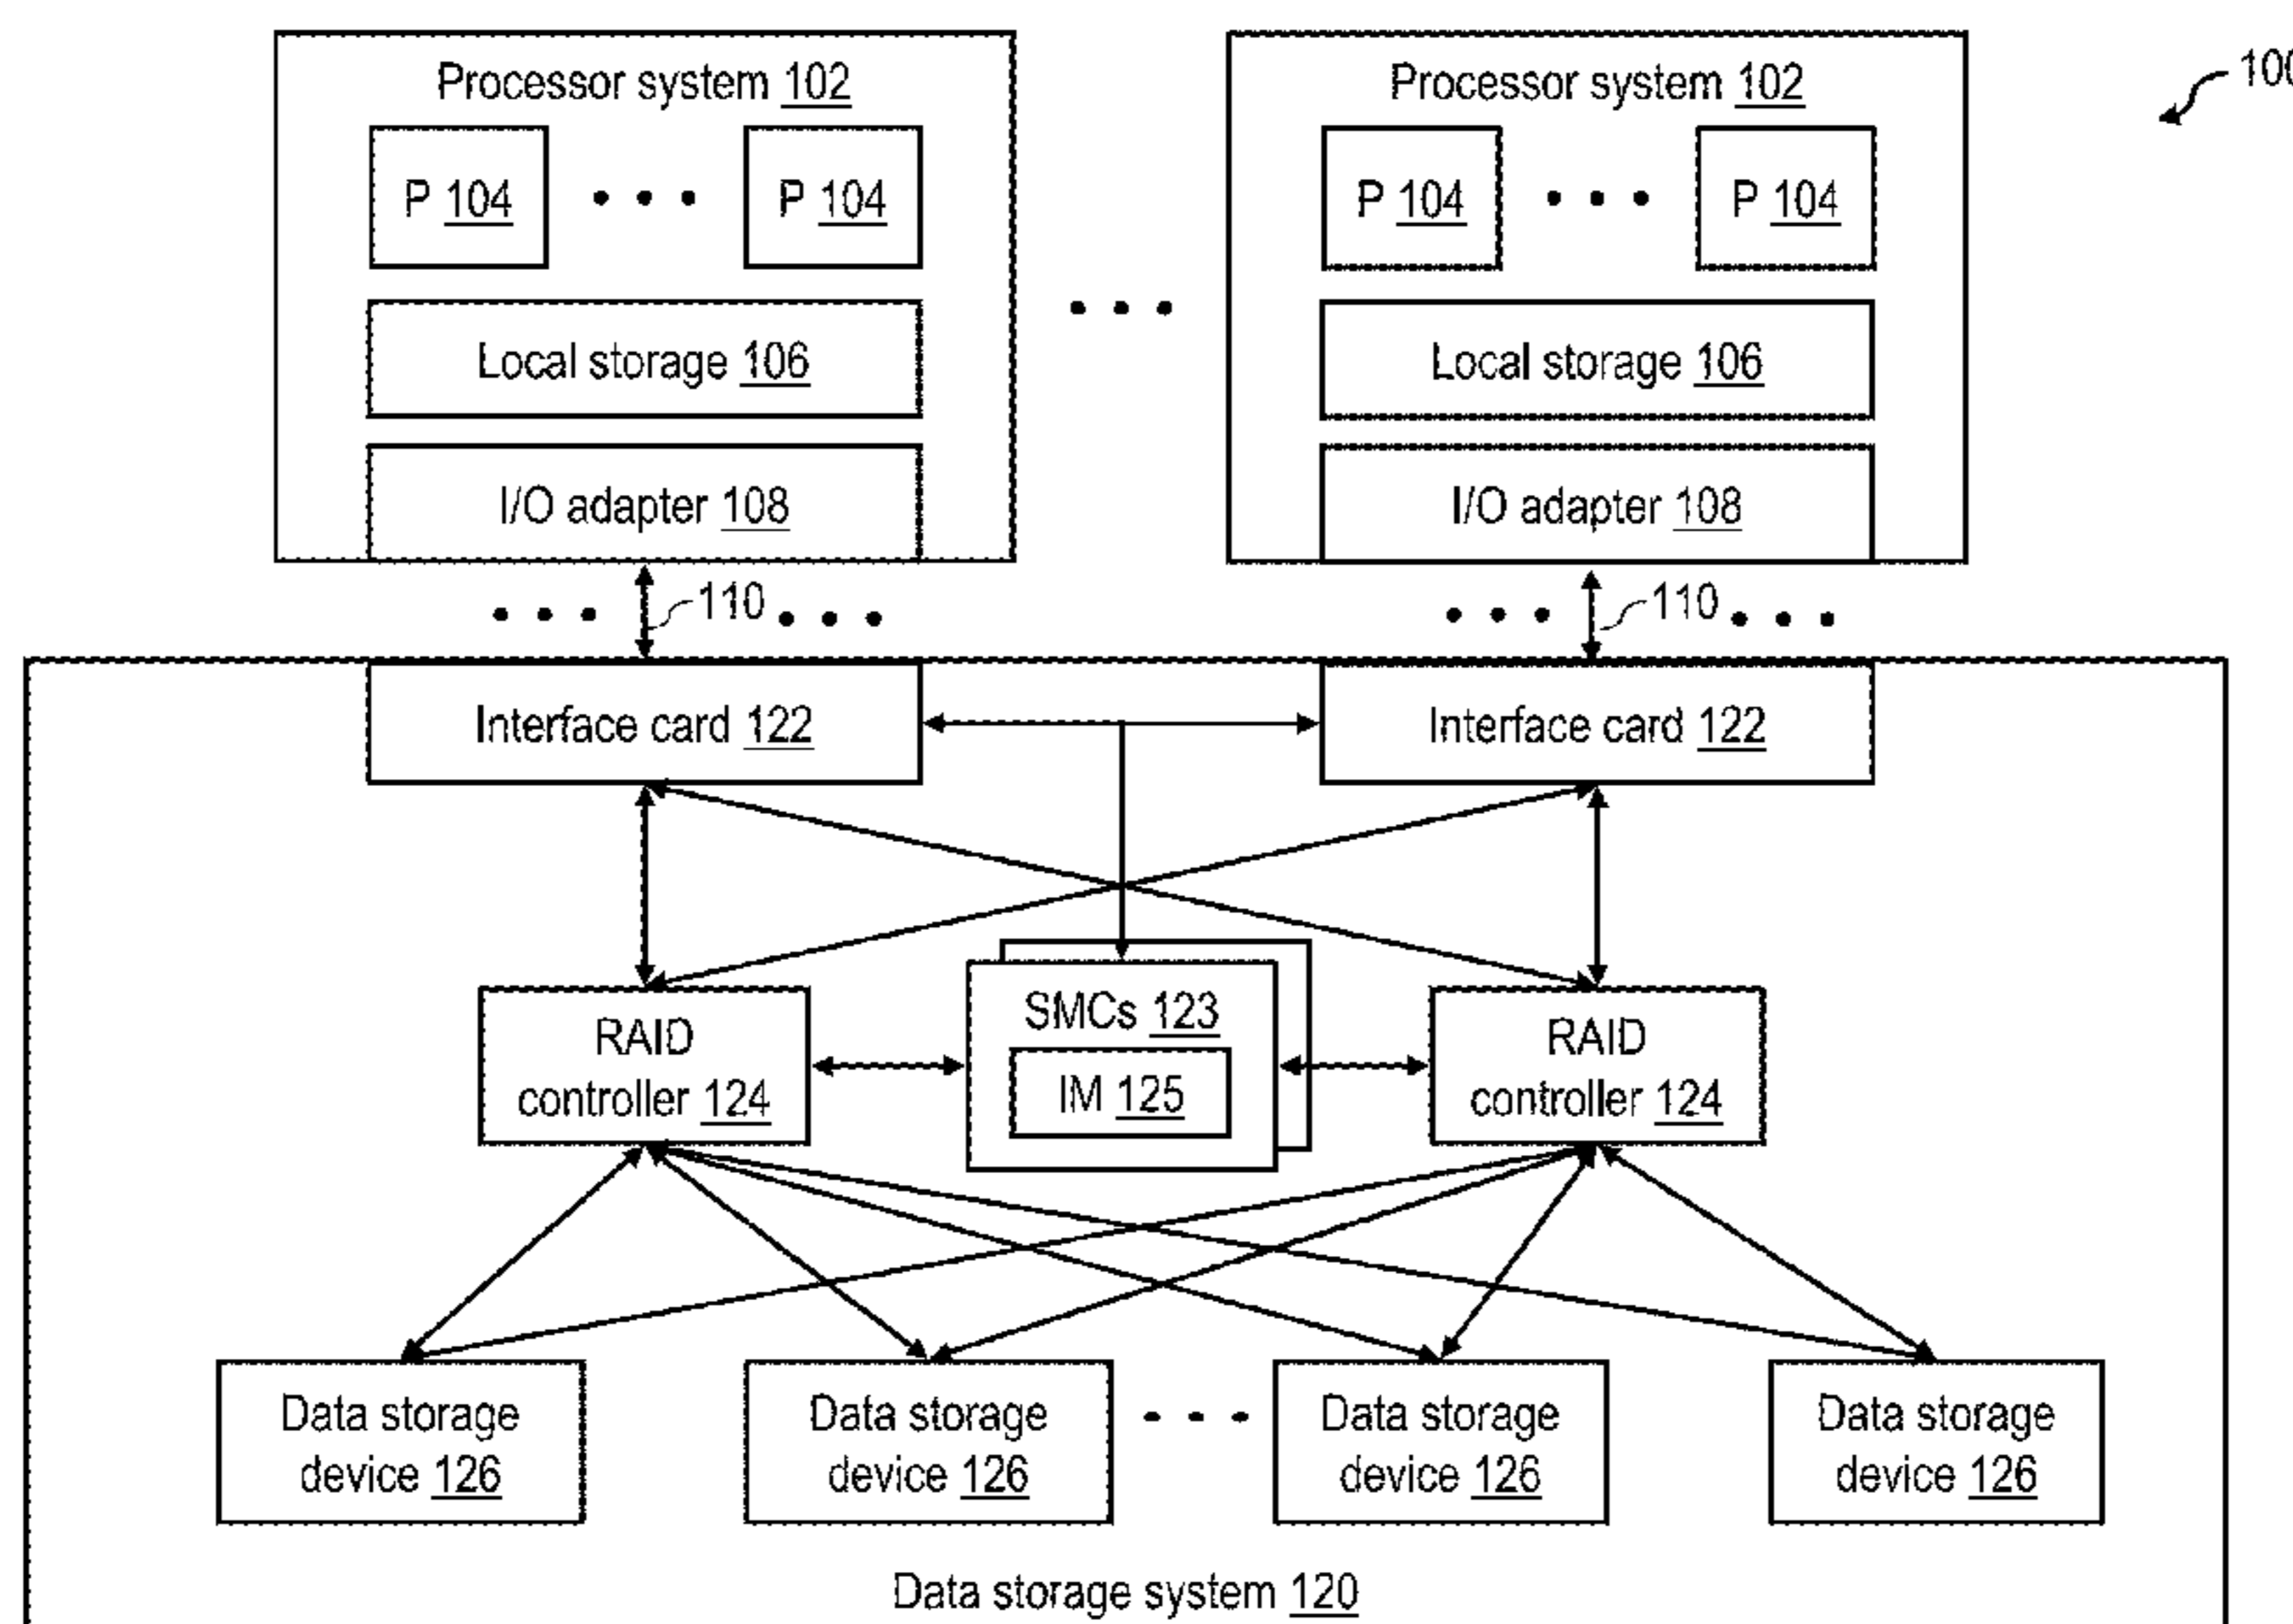 Processor system 102
Processor system 102
100
P 104
P 104
P 104
P 104
Local storage 106
Local storage 106
I/O adapter 108
I/O adapter 108
110
110
Interface card 122
Interface card 122
RAID
controller 124
SMCs 123
IM 125
RAID
controller 124
Data storage
device 126
Data storage
device 126
Data storage
device 126
Data storage
device 126
Data storage system 120